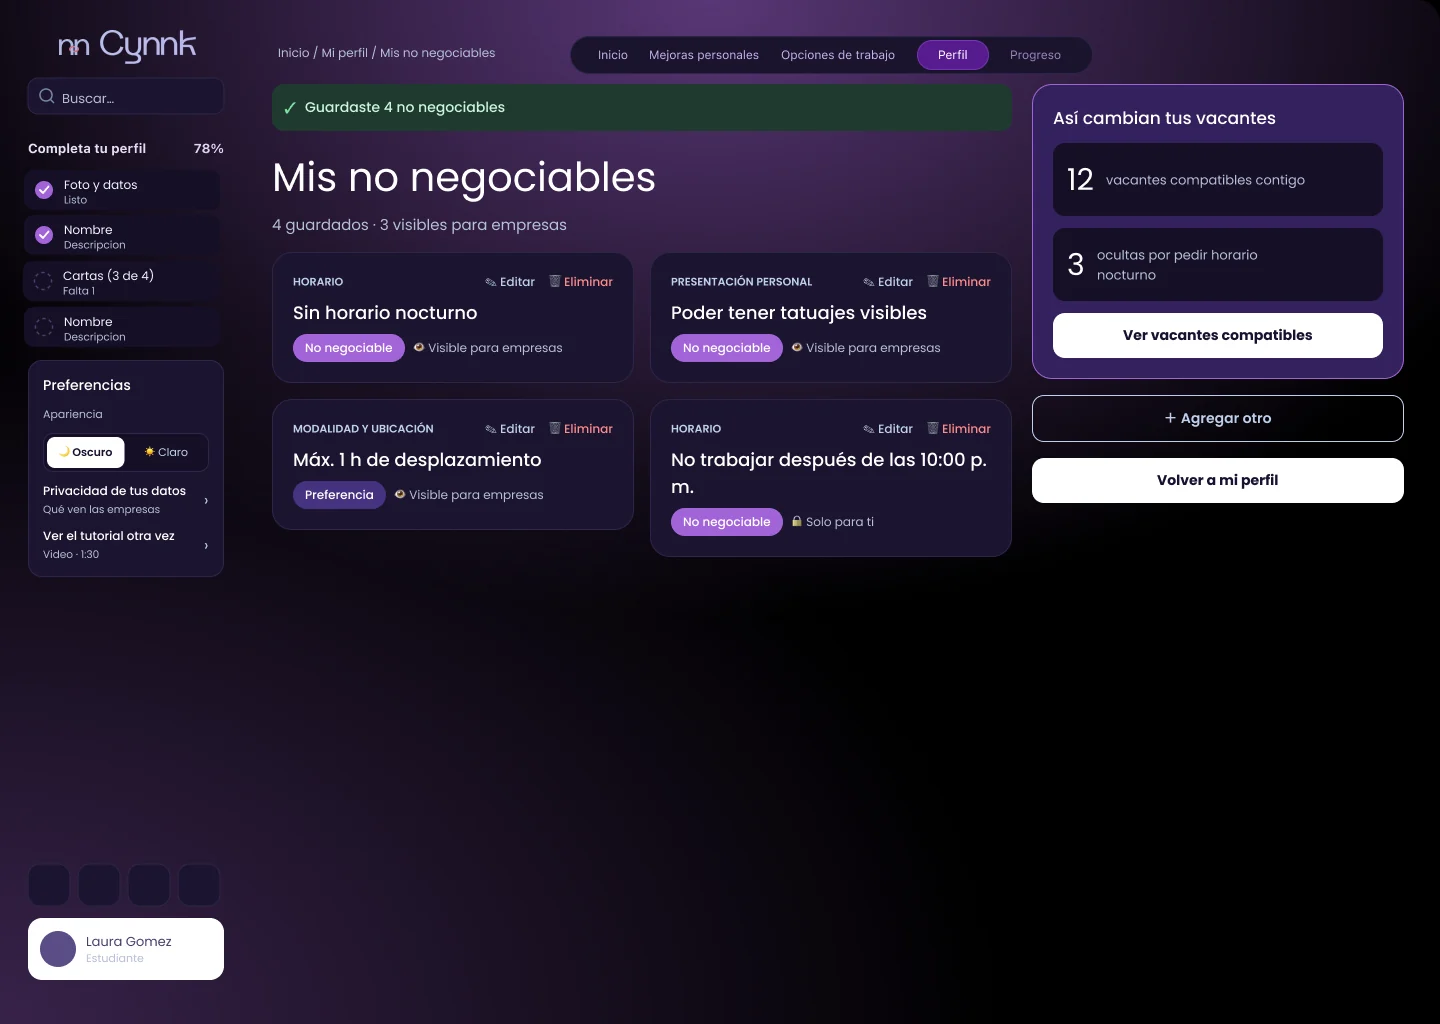 nn Cynnk
Buscar...
Completa tu perfil 78%
Foto y datos
Listo
Nombre
Descripcion
Cartas (3 de 4)
Falta 1
Nombre
Descripcion
Preferencias
Apariencia
🌙 Oscuro ☀️ Claro
Privacidad de tus datos
Qué ven las empresas
›
Ver el tutorial otra vez
Video · 1:30
›
Laura Gomez
Estudiante
Inicio / Mi perfil / Mis no negociables
Inicio Mejoras personales Opciones de trabajo Perfil Progreso
✓ Guardaste 4 no negociables
Mis no negociables
4 guardados · 3 visibles para empresas
HORARIO ✎ Editar 🗑 Eliminar
Sin horario nocturno
No negociable 👁 Visible para empresas
PRESENTACIÓN PERSONAL ✎ Editar 🗑 Eliminar
Poder tener tatuajes visibles
No negociable 👁 Visible para empresas
MODALIDAD Y UBICACIÓN ✎ Editar 🗑 Eliminar
Máx. 1 h de desplazamiento
Preferencia 👁 Visible para empresas
HORARIO ✎ Editar 🗑 Eliminar
No trabajar después de las 10:00 p.
m.
No negociable 🔒 Solo para ti
Así cambian tus vacantes
12 vacantes compatibles contigo
3 ocultas por pedir horario
nocturno
Ver vacantes compatibles
+ Agregar otro
Volver a mi perfil